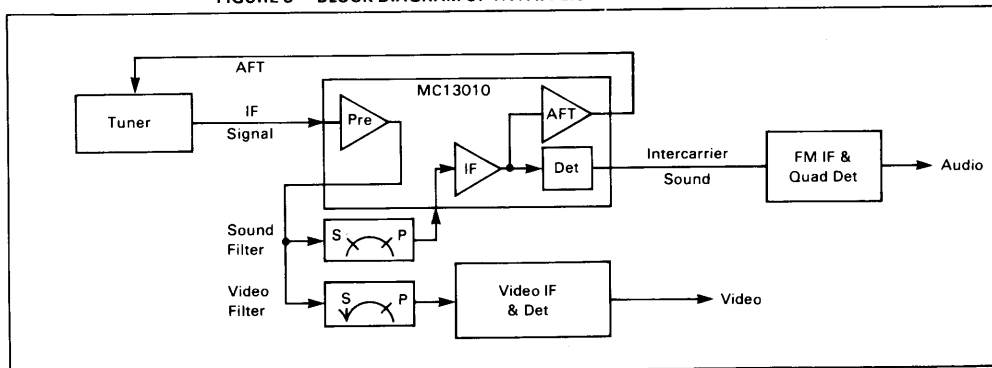 AFT
MC13010
Tuner
IF
Signal
Pre
AFT
IF
Det
Intercarrier
Sound
FM IF &
Quad Det
Audio
Sound
Filter
S P
Video
Filter
S P
Video IF
& Det
Video